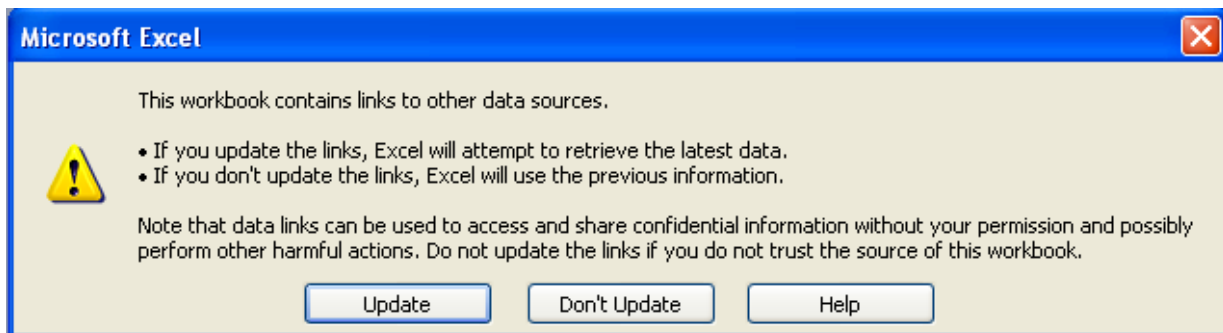 Microsoft Excel
This workbook contains links to other data sources.
• If you update the links, Excel will attempt to retrieve the latest data.
• If you don't update the links, Excel will use the previous information.
Note that data links can be used to access and share confidential information without your permission and possibly
perform other harmful actions. Do not update the links if you do not trust the source of this workbook.
Update
Don't Update
Help